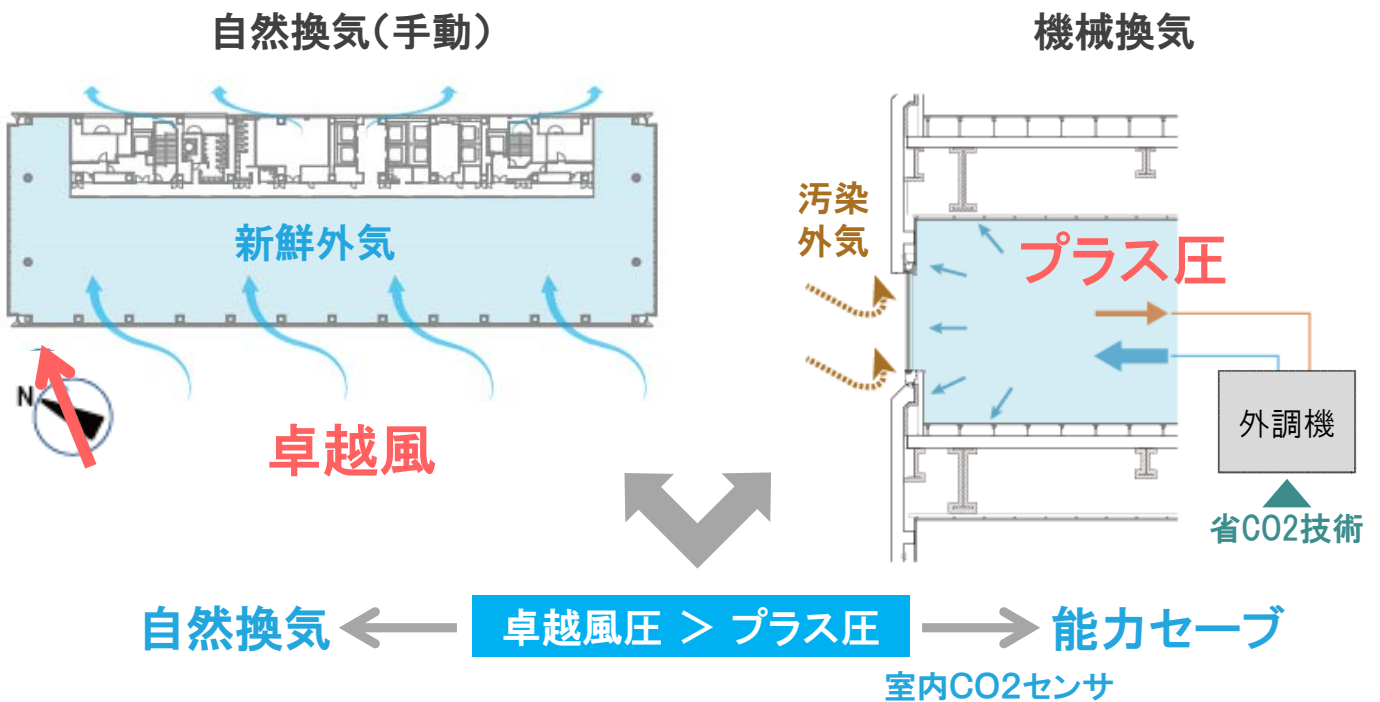 自然換気(手動)
機械換気
汚染
外気
プラス圧
新鮮外気
N
卓越風
外調機
省CO2技術
自然換気
卓越風圧 > プラス圧
能力セーブ
室内CO2センサ